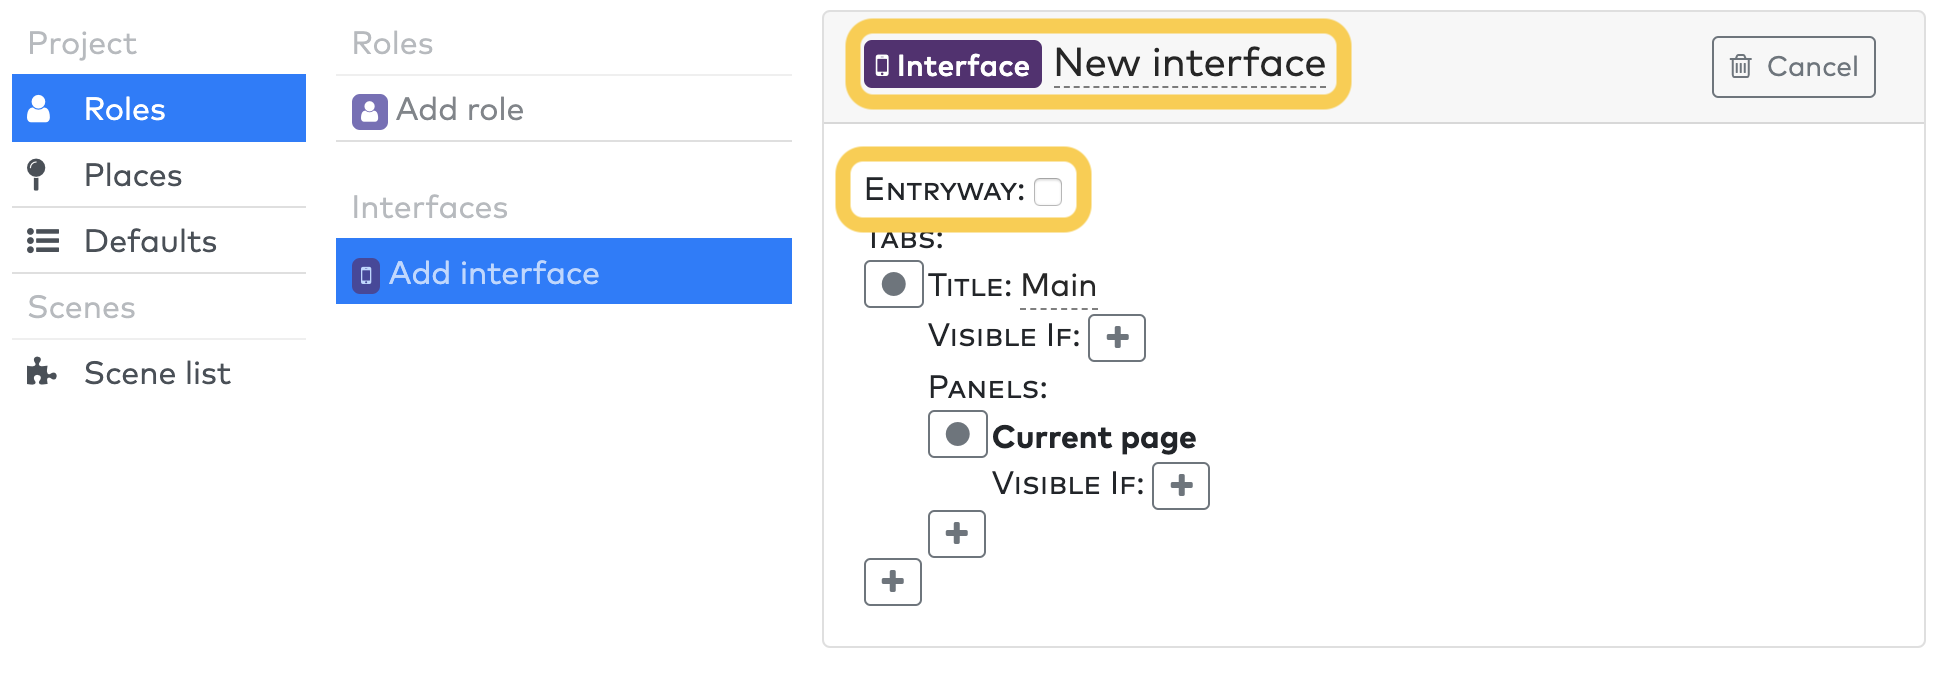 Project
Roles
Places
Defaults
Scenes
Scene list
Roles
Add role
Interfaces
Add interface
Interface New interface
Cancel
ENTRYWAY:
TABS:
TITLE: Main
VISIBLE IF:
PANELS:
Current page
VISIBLE IF: